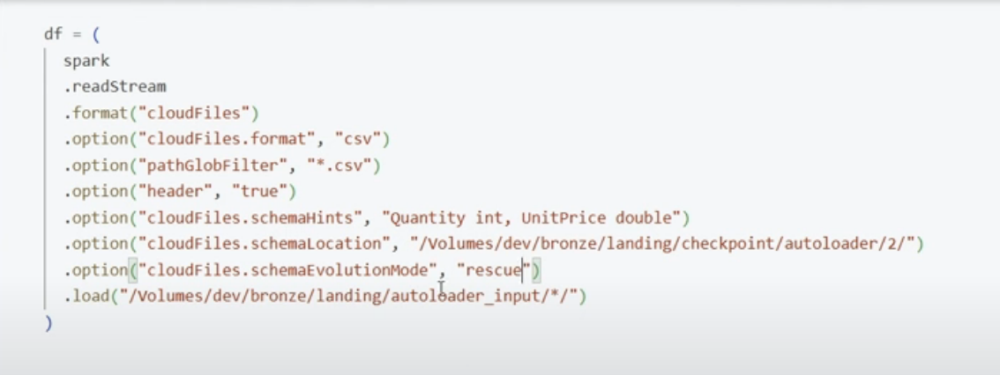 df = (
spark
.readStream
.format("cloudFiles")
.option("cloudFiles.format", "csv")
.option("pathGlobFilter", "*.csv")
.option("header", "true")
.option("cloudFiles.schemaHints", "Quantity int, UnitPrice double")
.option("cloudFiles.schemaLocation", "/Volumes/dev/bronze/landing/checkpoint/autoloader/2/")
.option("cloudFiles.schemaEvolutionMode", "rescue")
.load("/Volumes/dev/bronze/landing/autoloader_input/*/")
)